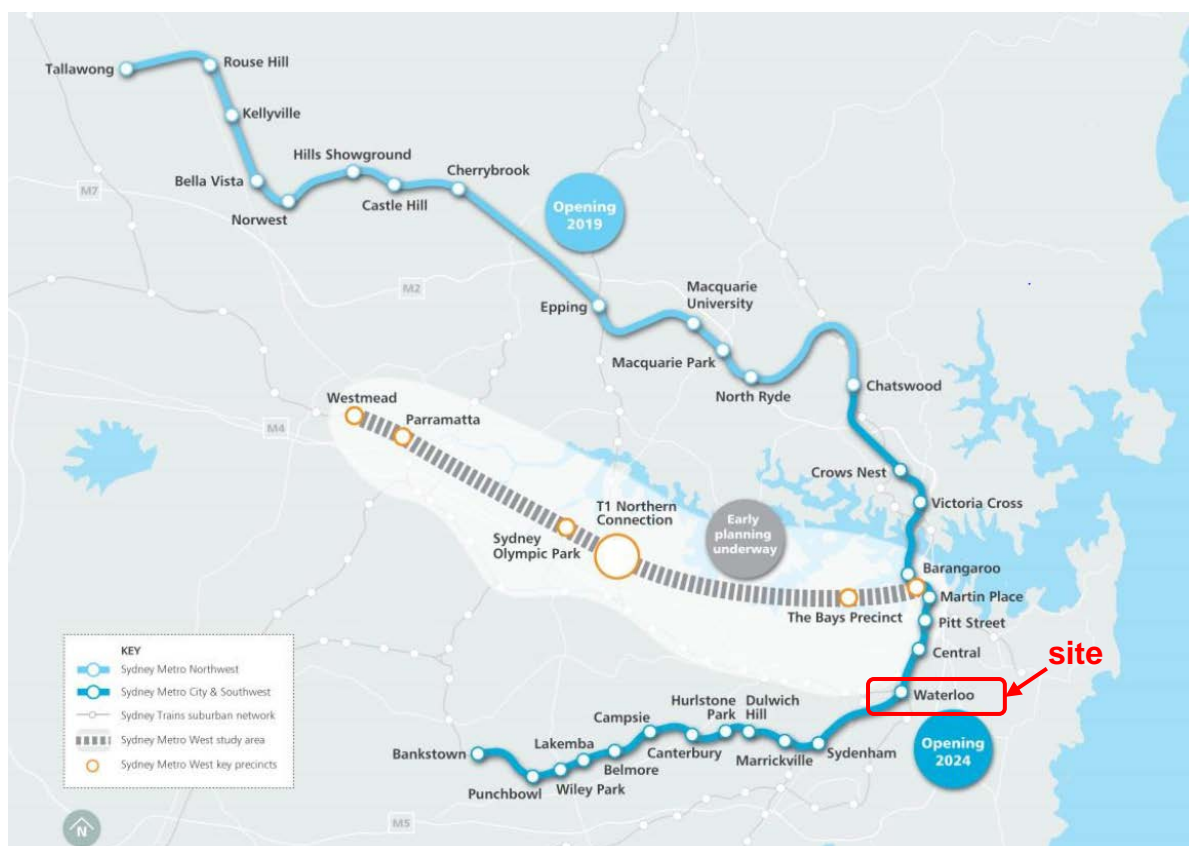 Tallawong
Rouse Hill
Kellyville
Hills Showground
Cherrybrook
Bella Vista
M7
Norwest
Castle Hill
Opening
2019
M2
Epping
Macquarie
University
Macquarie Park
North Ryde
Chatswood
Westmead
Parramatta
M4
Crows Nest
Victoria Cross
T1 Northern
Connection
Sydney
Olympic Park
Early
planning
underway
Barangaroo
Martin Place
The Bays Precinct
Pitt Street
Central
site
Waterloo
KEY
Sydney Metro Northwest
Sydney Metro City & Southwest
Sydney Trains suburban network
Sydney Metro West study area
Sydney Metro West key precincts
Hurlstone
Park
Dulwich
Hill
Campsie
Canterbury
Lakemba
Bankstown
Belmore
Marrickville
Sydenham
Wiley Park
Punchbowl
Opening
2024
M5
N